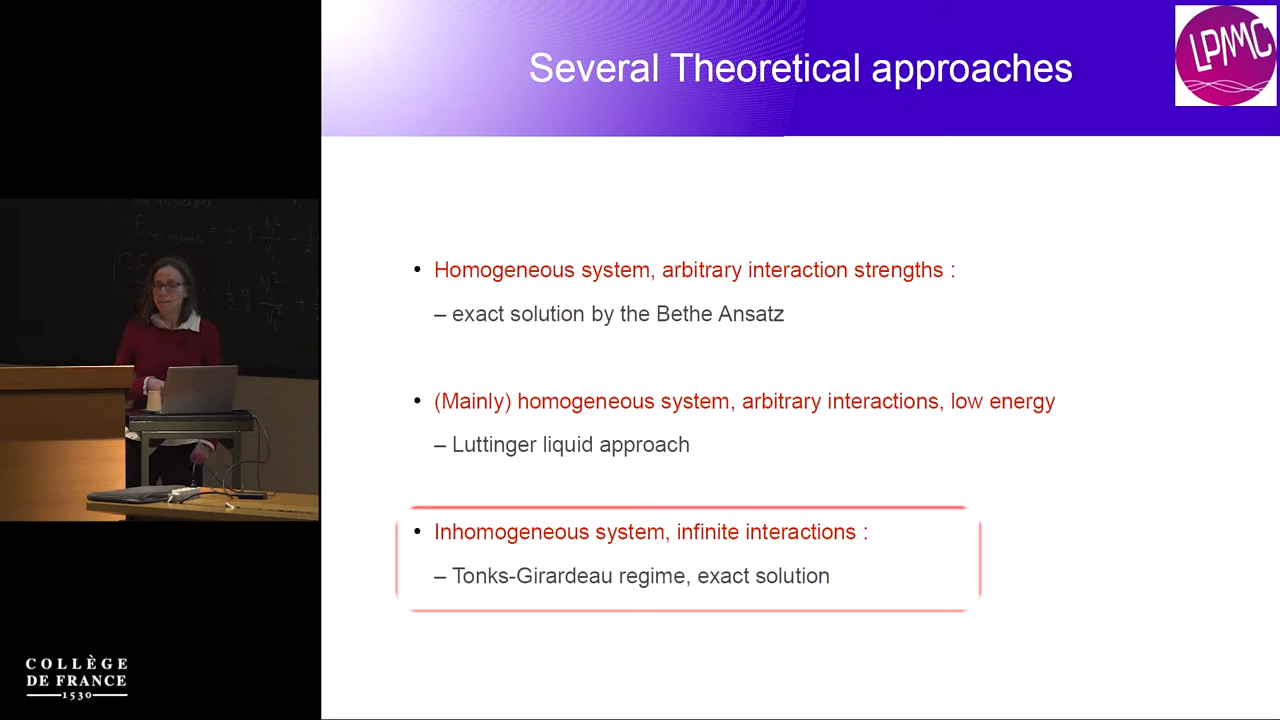 Several Theoretical approaches
LPMMC
• Homogeneous system, arbitrary interaction strengths :
– exact solution by the Bethe Ansatz
• (Mainly) homogeneous system, arbitrary interactions, low energy
– Luttinger liquid approach
• Inhomogeneous system, infinite interactions :
– Tonks-Girardeau regime, exact solution
COLLÈGE
DE FRANCE
1530